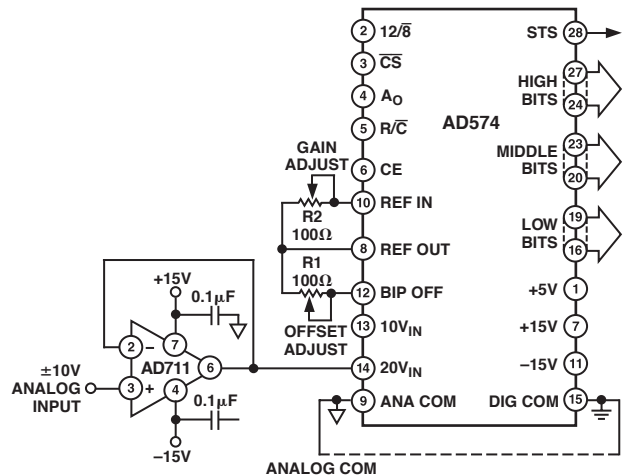 2 12/8̅
3 C̅S̅
4 AO
5 R/C̅
6 CE
10 REF IN
8 REF OUT
12 BIP OFF
13 10VIN
14 20VIN
9 ANA COM
AD574
STS 28
27
HIGH
BITS
24
23
MIDDLE
BITS
20
19
LOW
BITS
16
+5V 1
+15V 7
–15V 11
DIG COM 15
GAIN
ADJUST
R2
100Ω
R1
100Ω
OFFSET
ADJUST
+15V
0.1μF
2 –
7
AD711
6
±10V
ANALOG
INPUT
3 +
4
0.1μF
–15V
ANALOG COM